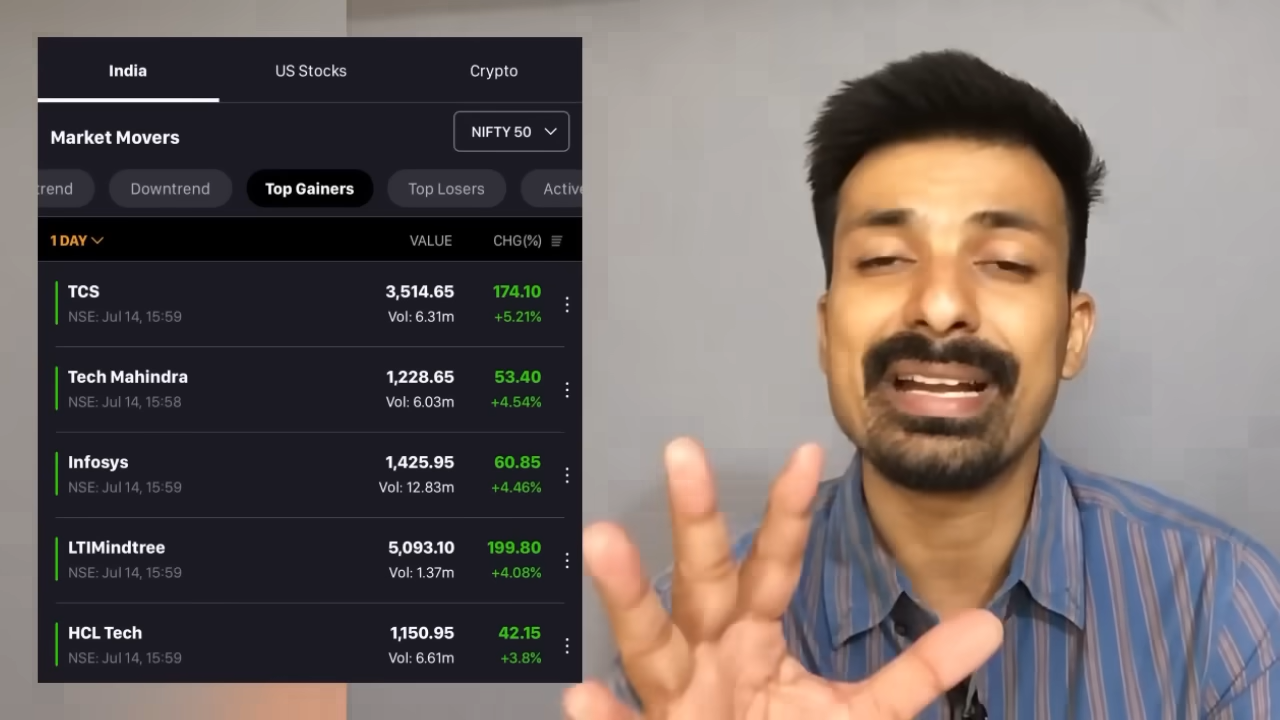 India US Stocks Crypto
Market Movers NIFTY 50
trend Downtrend Top Gainers Top Losers Active
1 DAY VALUE CHG(%)
TCS 3,514.65 174.10
NSE: Jul 14, 15:59 Vol: 6.31m +5.21%
Tech Mahindra 1,228.65 53.40
NSE: Jul 14, 15:58 Vol: 6.03m +4.54%
Infosys 1,425.95 60.85
NSE: Jul 14, 15:59 Vol: 12.83m +4.46%
LTIMindtree 5,093.10 199.80
NSE: Jul 14, 15:59 Vol: 1.37m +4.08%
HCL Tech 1,150.95 42.15
NSE: Jul 14, 15:59 Vol: 6.61m +3.8%